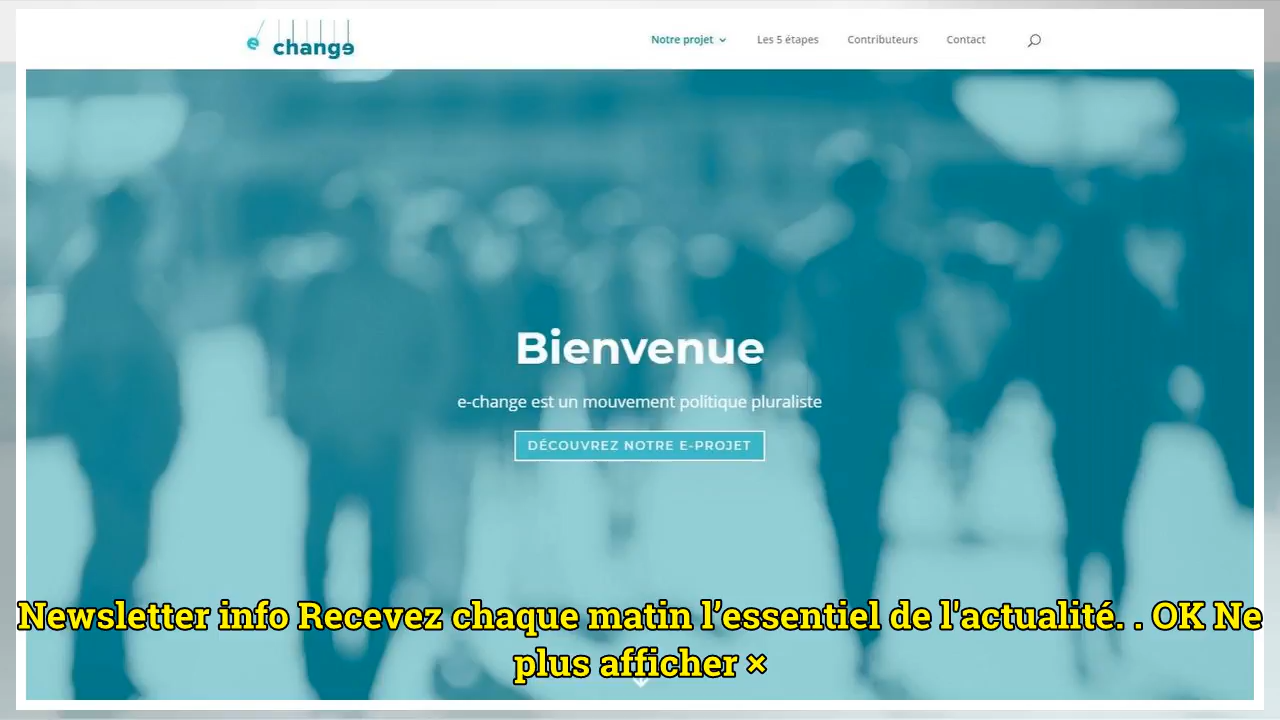 e change
Notre projet
Les 5 étapes
Contributeurs
Contact
Bienvenue
e-change est un mouvement politique pluraliste
DÉCOUVREZ NOTRE E-PROJET
Newsletter info Recevez chaque matin l’essentiel de l'actualité. . OK Ne
plus afficher ×